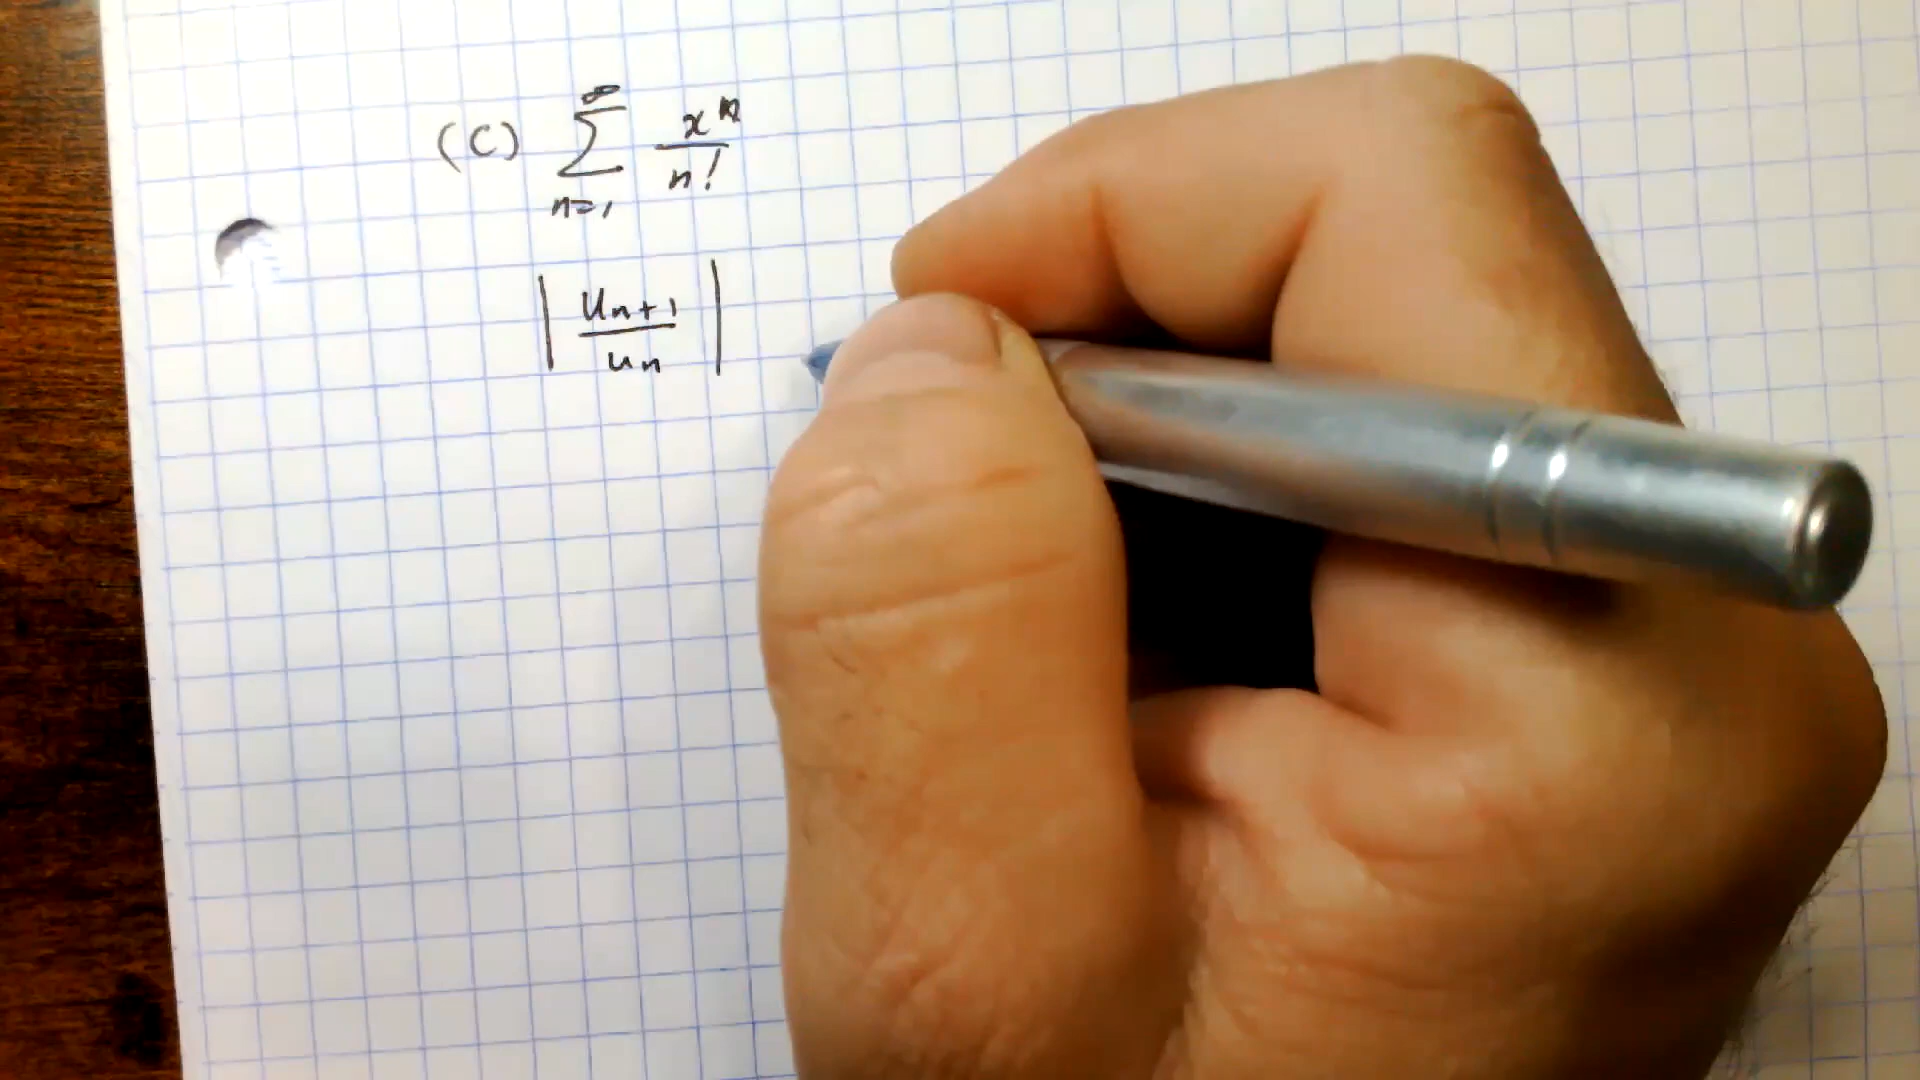 (C) ∑_{n=1}^{∞} x^n / n!
| u_{n+1} / u_n |